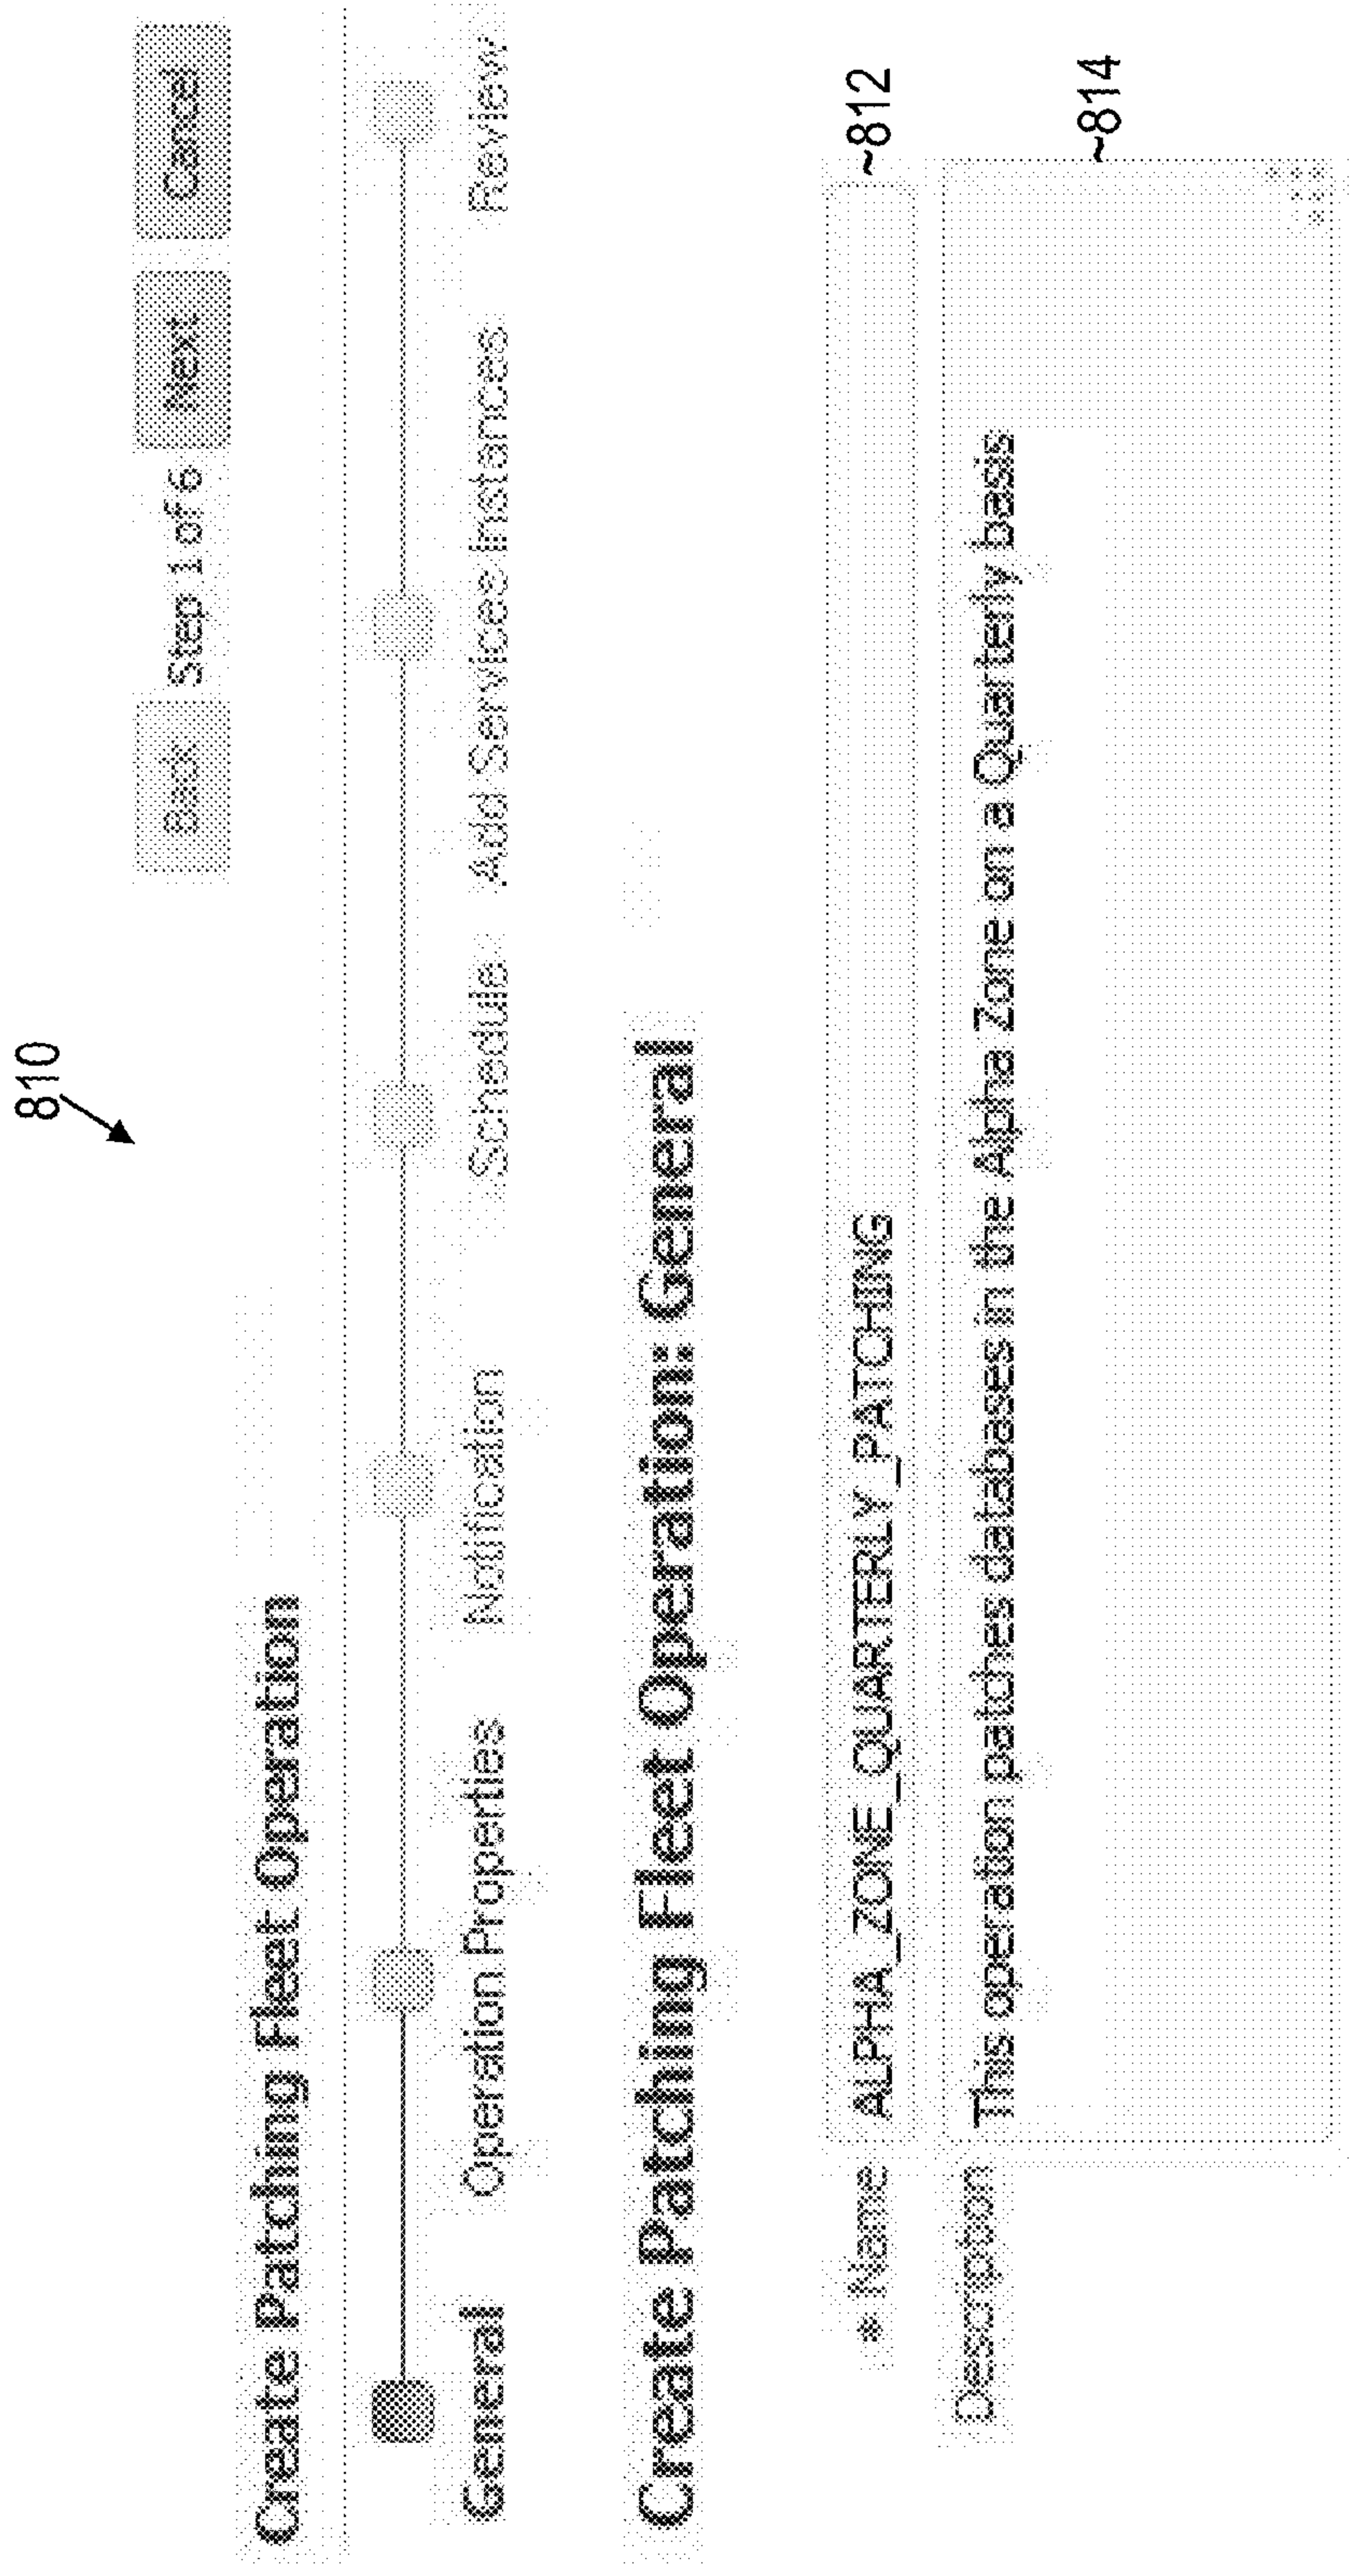 810
Back Step 1 of 6 Next Cancel
Create Patching Fleet Operation
General Operation Properties Notification Schedule Add Services Instances Review
Create Patching Fleet Operation: General
* Name ALPHA_ZONE_QUARTERLY_PATCHING ~812
Description This operation patches databases in the Alpha Zone on a Quarterly basis
~814